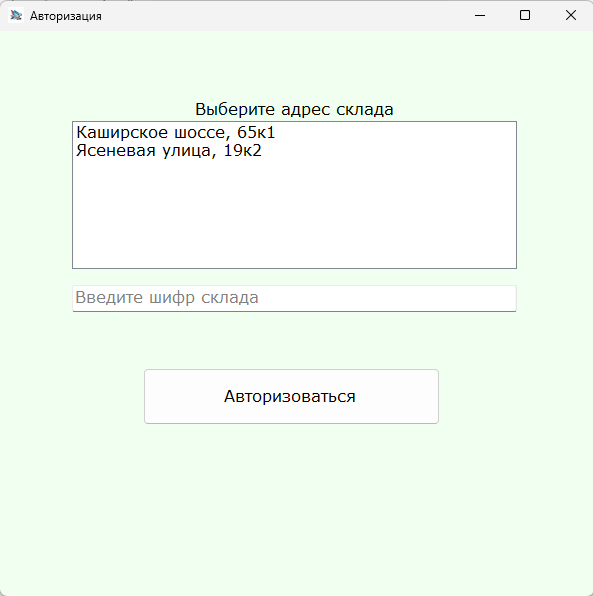 Авторизация
Выберите адрес склада
Каширское шоссе, 65к1
Ясеневая улица, 19к2
Введите шифр склада
Авторизоваться